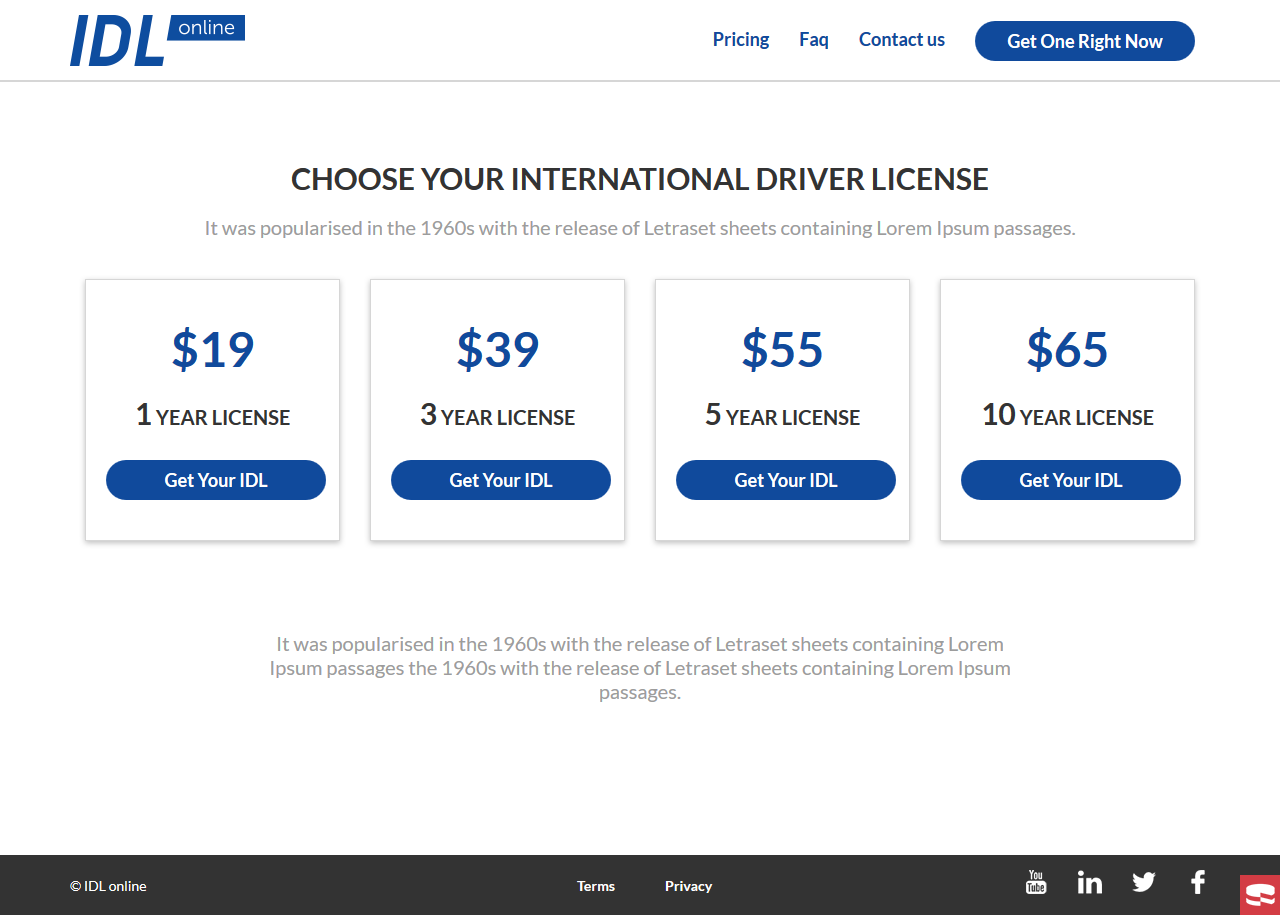 IDL online
Pricing Faq Contact us Get One Right Now
CHOOSE YOUR INTERNATIONAL DRIVER LICENSE
It was popularised in the 1960s with the release of Letraset sheets containing Lorem Ipsum passages.
$19
1 YEAR LICENSE
Get Your IDL
$39
3 YEAR LICENSE
Get Your IDL
$55
5 YEAR LICENSE
Get Your IDL
$65
10 YEAR LICENSE
Get Your IDL
It was popularised in the 1960s with the release of Letraset sheets containing Lorem
Ipsum passages the 1960s with the release of Letraset sheets containing Lorem Ipsum
passages.
© IDL online Terms Privacy You Tube in